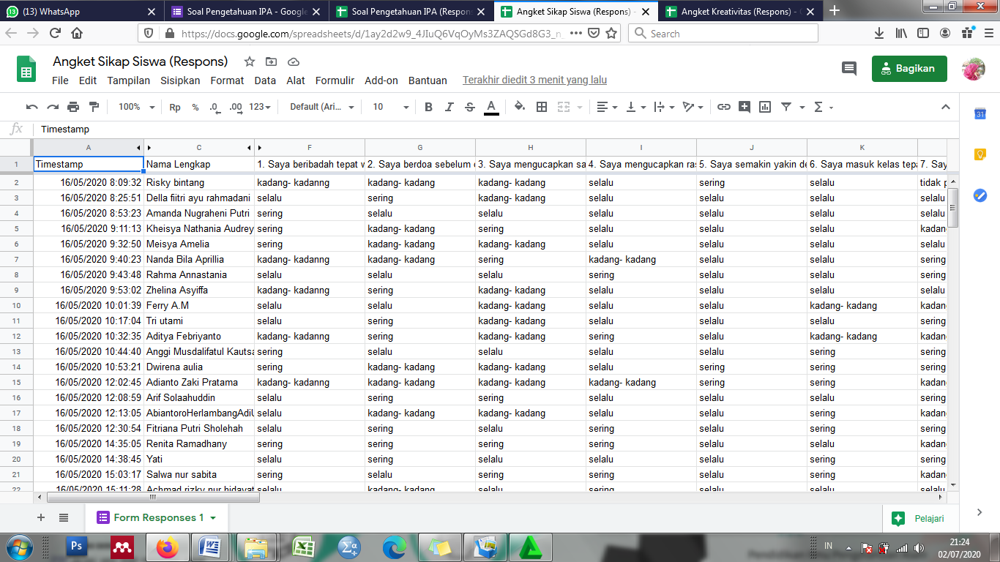 (13) WhatsApp
Soal Pengetahuan IPA - Google
Soal Pengetahuan IPA (Respon
Angket Sikap Siswa (Respons) -
Angket Kreativitas (Respons) -
https://docs.google.com/spreadsheets/d/1ay2d2w9_4JIuQ6VqOyMs3ZAQSGd8G3_n_
Search
Angket Sikap Siswa (Respons)
File Edit Tampilan Sisipkan Format Data Alat Formulir Add-on Bantuan Terakhir diedit 3 menit yang lalu
Bagikan
100% Rp % .0 .00 123 Default (Ari... 10 B I S A
31
fx Timestamp
A C F G H I J K
1 Timestamp Nama Lengkap 1. Saya beribadah tepat w 2. Saya berdoa sebelum 3. Saya mengucapkan sa 4. Saya mengucapkan ras 5. Saya semakin yakin de 6. Saya masuk kelas tepa 7. Say
2 16/05/2020 8:09:32 Risky bintang kadang- kadanng kadang- kadang kadang- kadang selalu sering selalu tidak p
3 16/05/2020 8:25:51 Della fiitri ayu rahmadani selalu sering kadang- kadang selalu selalu selalu selalu
4 16/05/2020 8:53:23 Amanda Nugraheni Putri sering selalu selalu selalu selalu selalu selalu
5 16/05/2020 9:11:13 Kheisya Nathania Audrey sering kadang- kadang sering selalu selalu selalu kadang
6 16/05/2020 9:32:50 Meisya Amelia sering kadang- kadang kadang- kadang selalu selalu selalu selalu
7 16/05/2020 9:40:23 Nanda Bila Aprillia kadang- kadanng kadang- kadang sering kadang- kadang selalu selalu sering
8 16/05/2020 9:43:48 Rahma Annastania selalu selalu selalu sering selalu selalu sering
9 16/05/2020 9:53:02 Zhelina Asyiffa kadang- kadanng sering kadang- kadang selalu selalu selalu selalu
10 16/05/2020 10:01:39 Ferry A.M selalu selalu kadang- kadang selalu selalu kadang- kadang kadang
11 16/05/2020 10:17:04 Tri utami selalu sering kadang- kadang selalu selalu selalu sering
12 16/05/2020 10:32:35 Aditya Febriyanto kadang- kadanng sering kadang- kadang sering selalu kadang- kadang kadang
13 16/05/2020 10:44:40 Anggi Musdalifatul Kautsa sering selalu selalu selalu selalu sering sering
14 16/05/2020 10:53:21 Dwirena aulia sering kadang- kadang kadang- kadang selalu sering sering sering
15 16/05/2020 12:02:45 Adianto Zaki Pratama kadang- kadanng kadang- kadang kadang- kadang kadang- kadang sering sering kadang
16 16/05/2020 12:08:59 Arif Solaahuddin selalu sering sering selalu selalu sering selalu
17 16/05/2020 12:13:05 AbiantoroHerlambangAdiU selalu kadang- kadang kadang- kadang selalu selalu selalu selalu
18 16/05/2020 12:30:54 Fitriana Putri Sholehah selalu sering selalu sering selalu selalu sering
19 16/05/2020 14:35:05 Renita Ramadhany sering sering sering sering selalu selalu kadang
20 16/05/2020 14:38:45 Yati selalu sering selalu sering selalu sering sering
21 16/05/2020 15:03:17 Salwa nur sabita sering selalu sering sering selalu sering kadang
22 16/05/2020 15:11:28 Achmad rizky nur hidayat selalu kadang- kadang selalu sering selalu selalu selalu
Form Responses 1
Pelajari
Ps
IN
21:24
02/07/2020